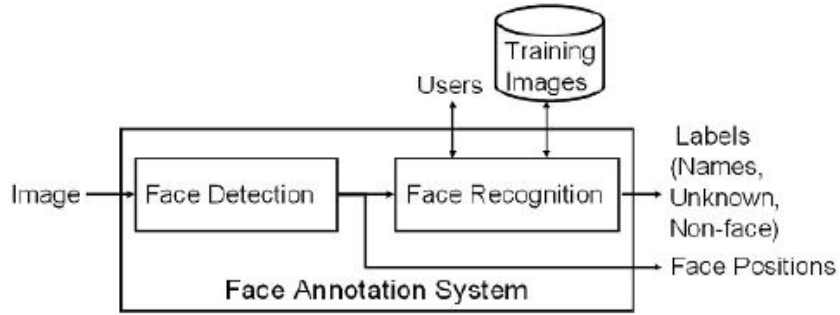 Training
Images
Users
Labels
(Names,
Unknown,
Non-face)
Image
Face Detection
Face Recognition
Face Positions
Face Annotation System